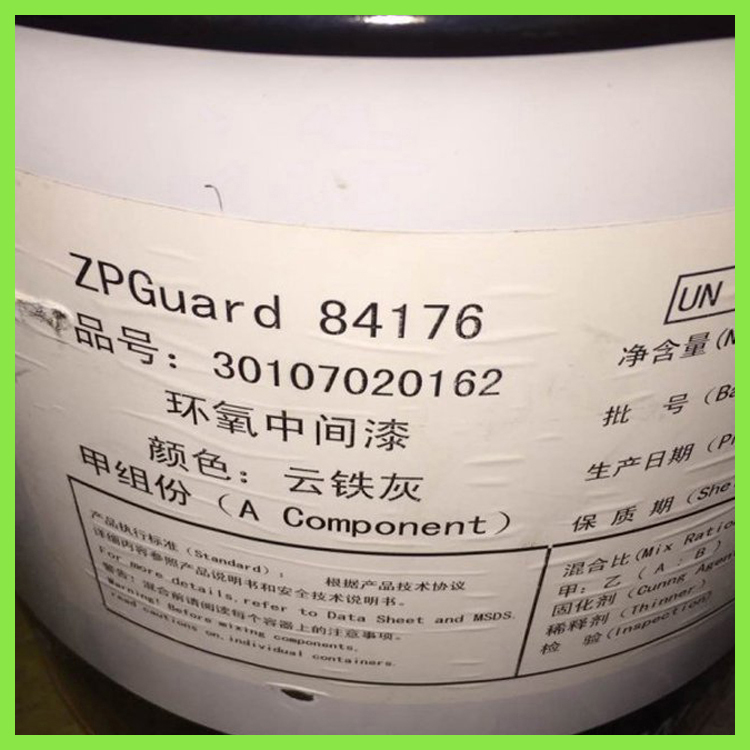 ZPGuard 84176
品号：30107020162
环氧中间漆
颜色：云铁灰
甲组份（A Component）
产品执行标准（Standard）： 根据产品技术协议
详细内容参照产品说明书和安全技术说明书。
For more details,refer to Data Sheet and MSDS.
警告：混合前请阅读每个容器上的注意事项。
Warning! Before mixing components,
read cautions on individual containers.
UN
净含量(N
批 号（Ba
生产日期（P
保 质 期（She
混合比(Mix Ratio
甲：乙（A : B）
固化剂（Cunng Agen
稀释剂（Thinner）
检 验（Inspection）